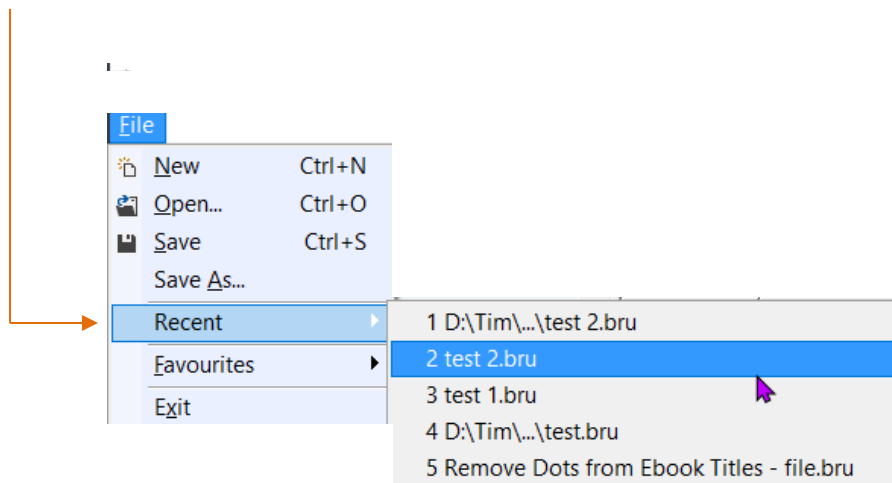 File
New Ctrl+N
Open... Ctrl+O
Save Ctrl+S
Save As...
Recent
Favourites
Exit
1 D:\Tim\...\test 2.bru
2 test 2.bru
3 test 1.bru
4 D:\Tim\...\test.bru
5 Remove Dots from Ebook Titles - file.bru